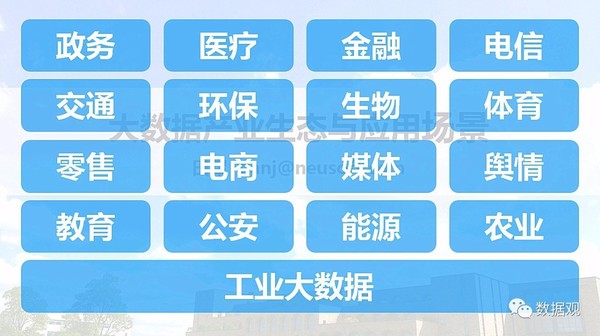 政务 医疗 金融 电信
交通 环保 生物 体育
大数据产业生态与应用场景
零售 电商 媒体 舆情
教育 公安 能源 农业
工业大数据
数据观